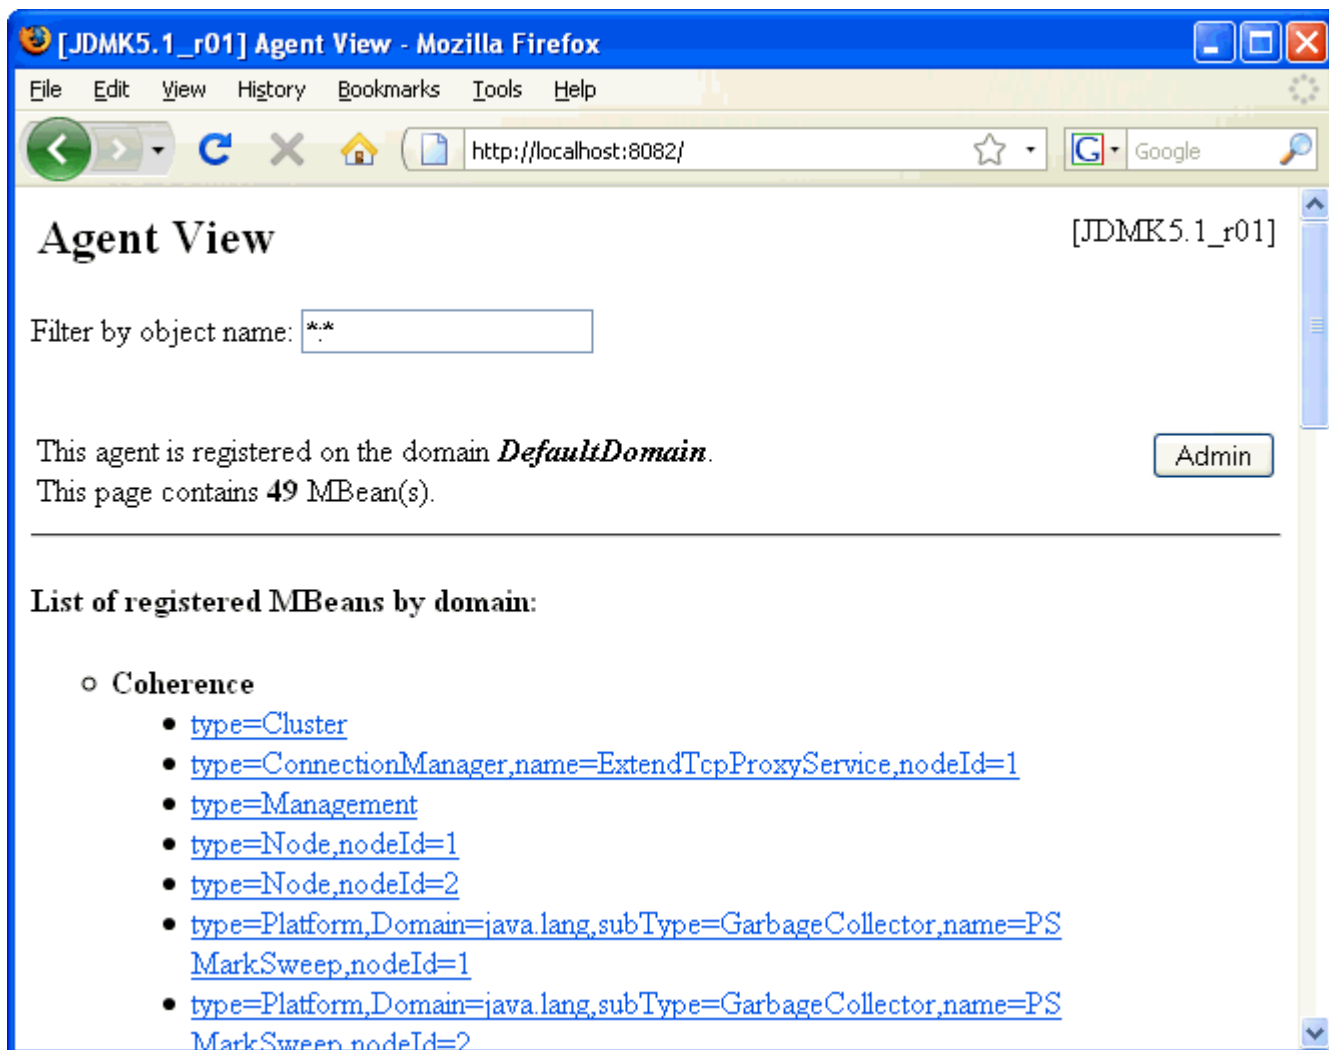 [JDMK5.1_r01] Agent View - Mozilla Firefox
File Edit View History Bookmarks Tools Help
http://localhost:8082/ G Google
Agent View [JDMK5.1_r01]
Filter by object name: *:*
This agent is registered on the domain DefaultDomain. Admin
This page contains 49 MBean(s).
List of registered MBeans by domain:
Coherence
type=Cluster
type=ConnectionManager,name=ExtendTcpProxyService,nodeId=1
type=Management
type=Node,nodeId=1
type=Node,nodeId=2
type=Platform,Domain=java.lang,subType=GarbageCollector,name=PS
MarkSweep,nodeId=1
type=Platform,Domain=java.lang,subType=GarbageCollector,name=PS
MarkSweep,nodeId=2